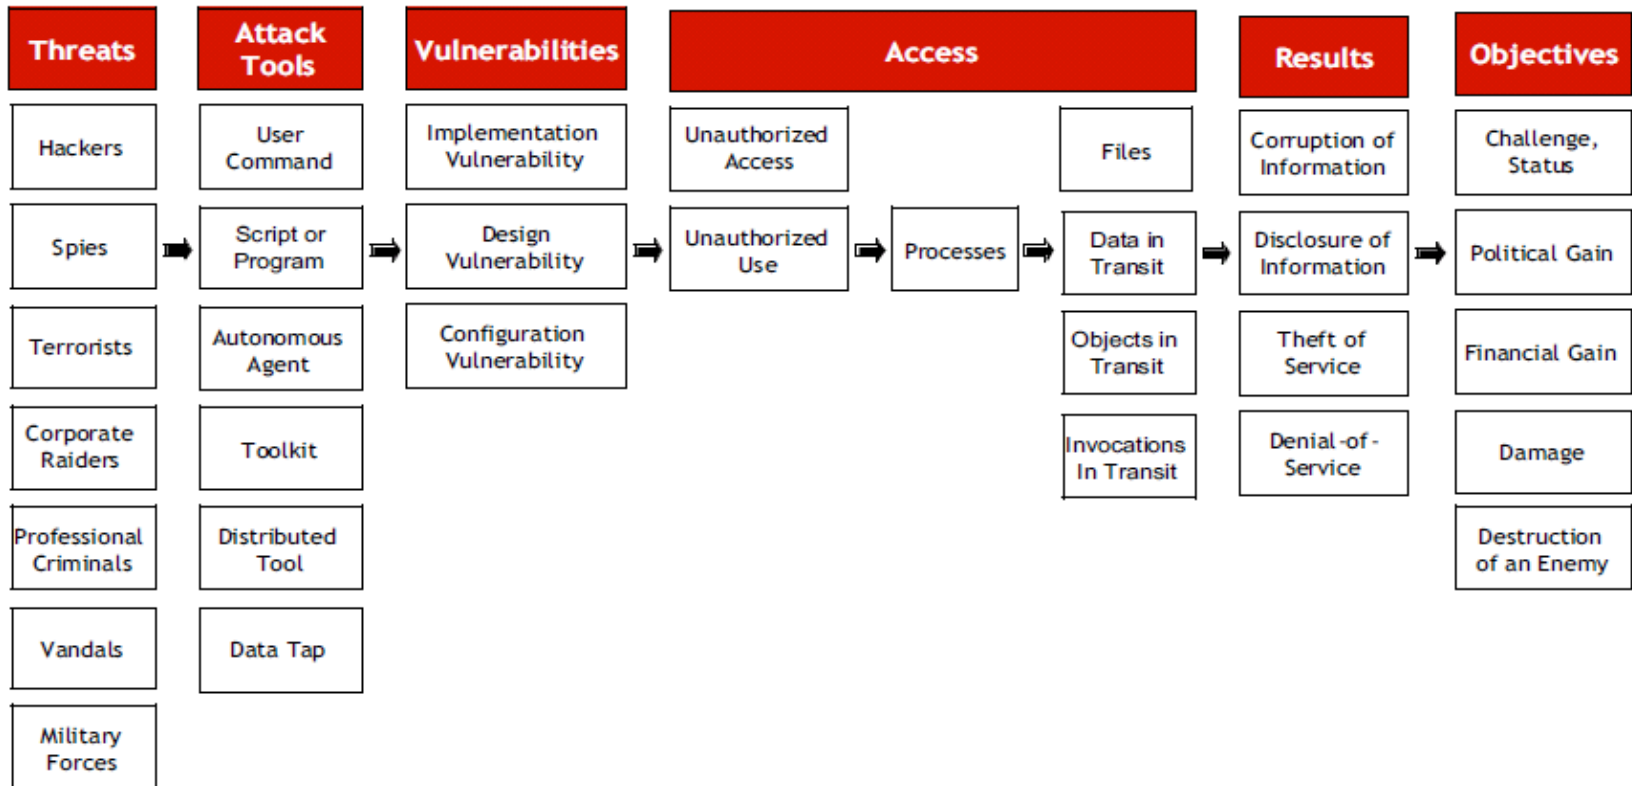 Threats
Attack
Tools
Vulnerabilities
Access
Results
Objectives
Hackers
User
Command
Implementation
Vulnerability
Unauthorized
Access
Files
Corruption of
Information
Challenge,
Status
Spies
Script or
Program
Design
Vulnerability
Unauthorized
Use
Processes
Data in
Transit
Disclosure of
Information
Political Gain
Terrorists
Autonomous
Agent
Configuration
Vulnerability
Objects in
Transit
Theft of
Service
Financial Gain
Corporate
Raiders
Toolkit
Invocations
In Transit
Denial-of-
Service
Damage
Professional
Criminals
Distributed
Tool
Destruction
of an Enemy
Vandals
Data Tap
Military
Forces